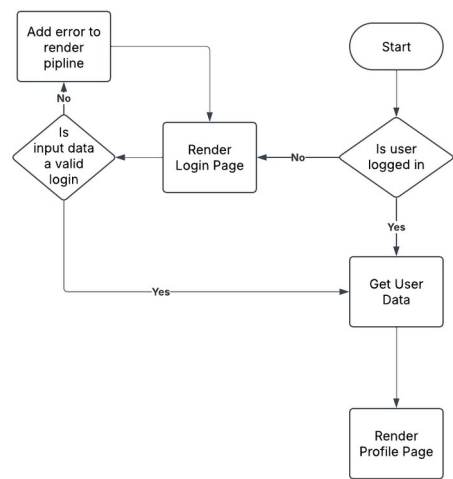 Add error to
render
pipline
Start
No
Is
input data
a valid
login
Render
Login Page
No
Is user
logged in
Yes
Yes
Get User
Data
Render
Profile Page